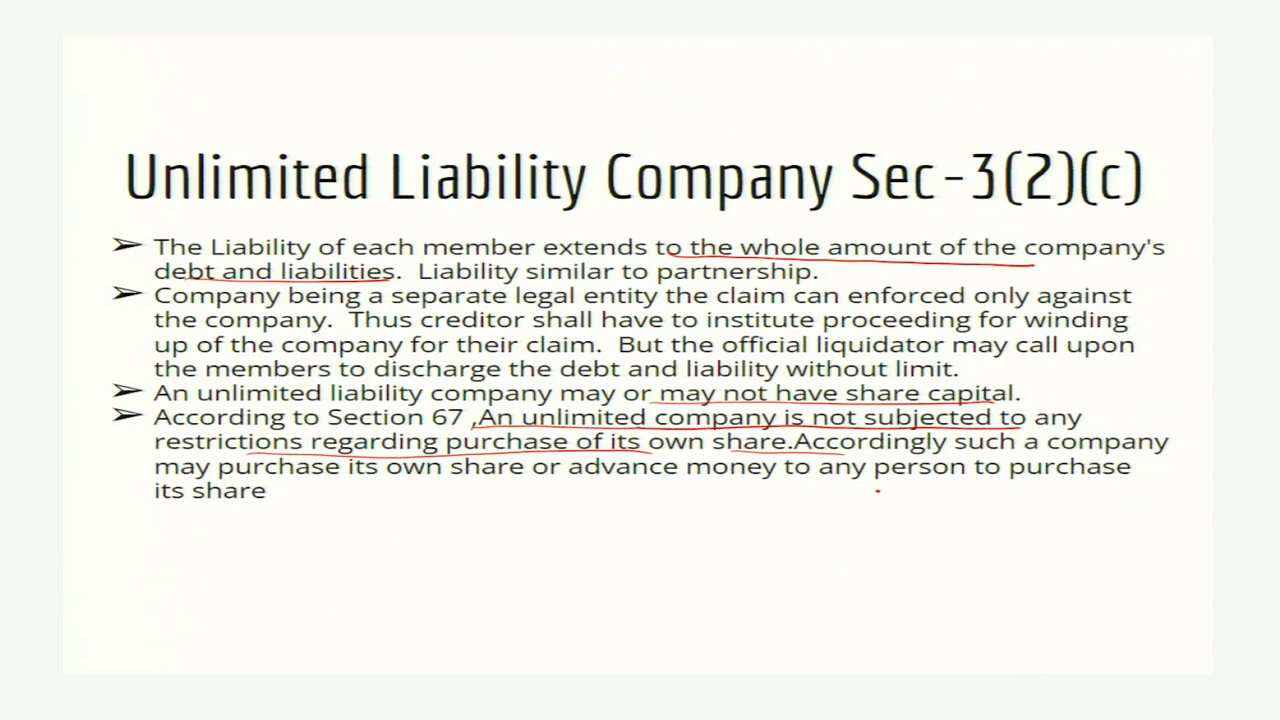 Unlimited Liability Company Sec-3(2)(c)
➢ The Liability of each member extends to the whole amount of the company's
debt and liabilities.  Liability similar to partnership.
➢ Company being a separate legal entity the claim can enforced only against
the company.  Thus creditor shall have to institute proceeding for winding
up of the company for their claim.  But the official liquidator may call upon
the members to discharge the debt and liability without limit.
➢ An unlimited liability company may or may not have share capital.
➢ According to Section 67 ,An unlimited company is not subjected to any
restrictions regarding purchase of its own share.Accordingly such a company
may purchase its own share or advance money to any person to purchase
its share